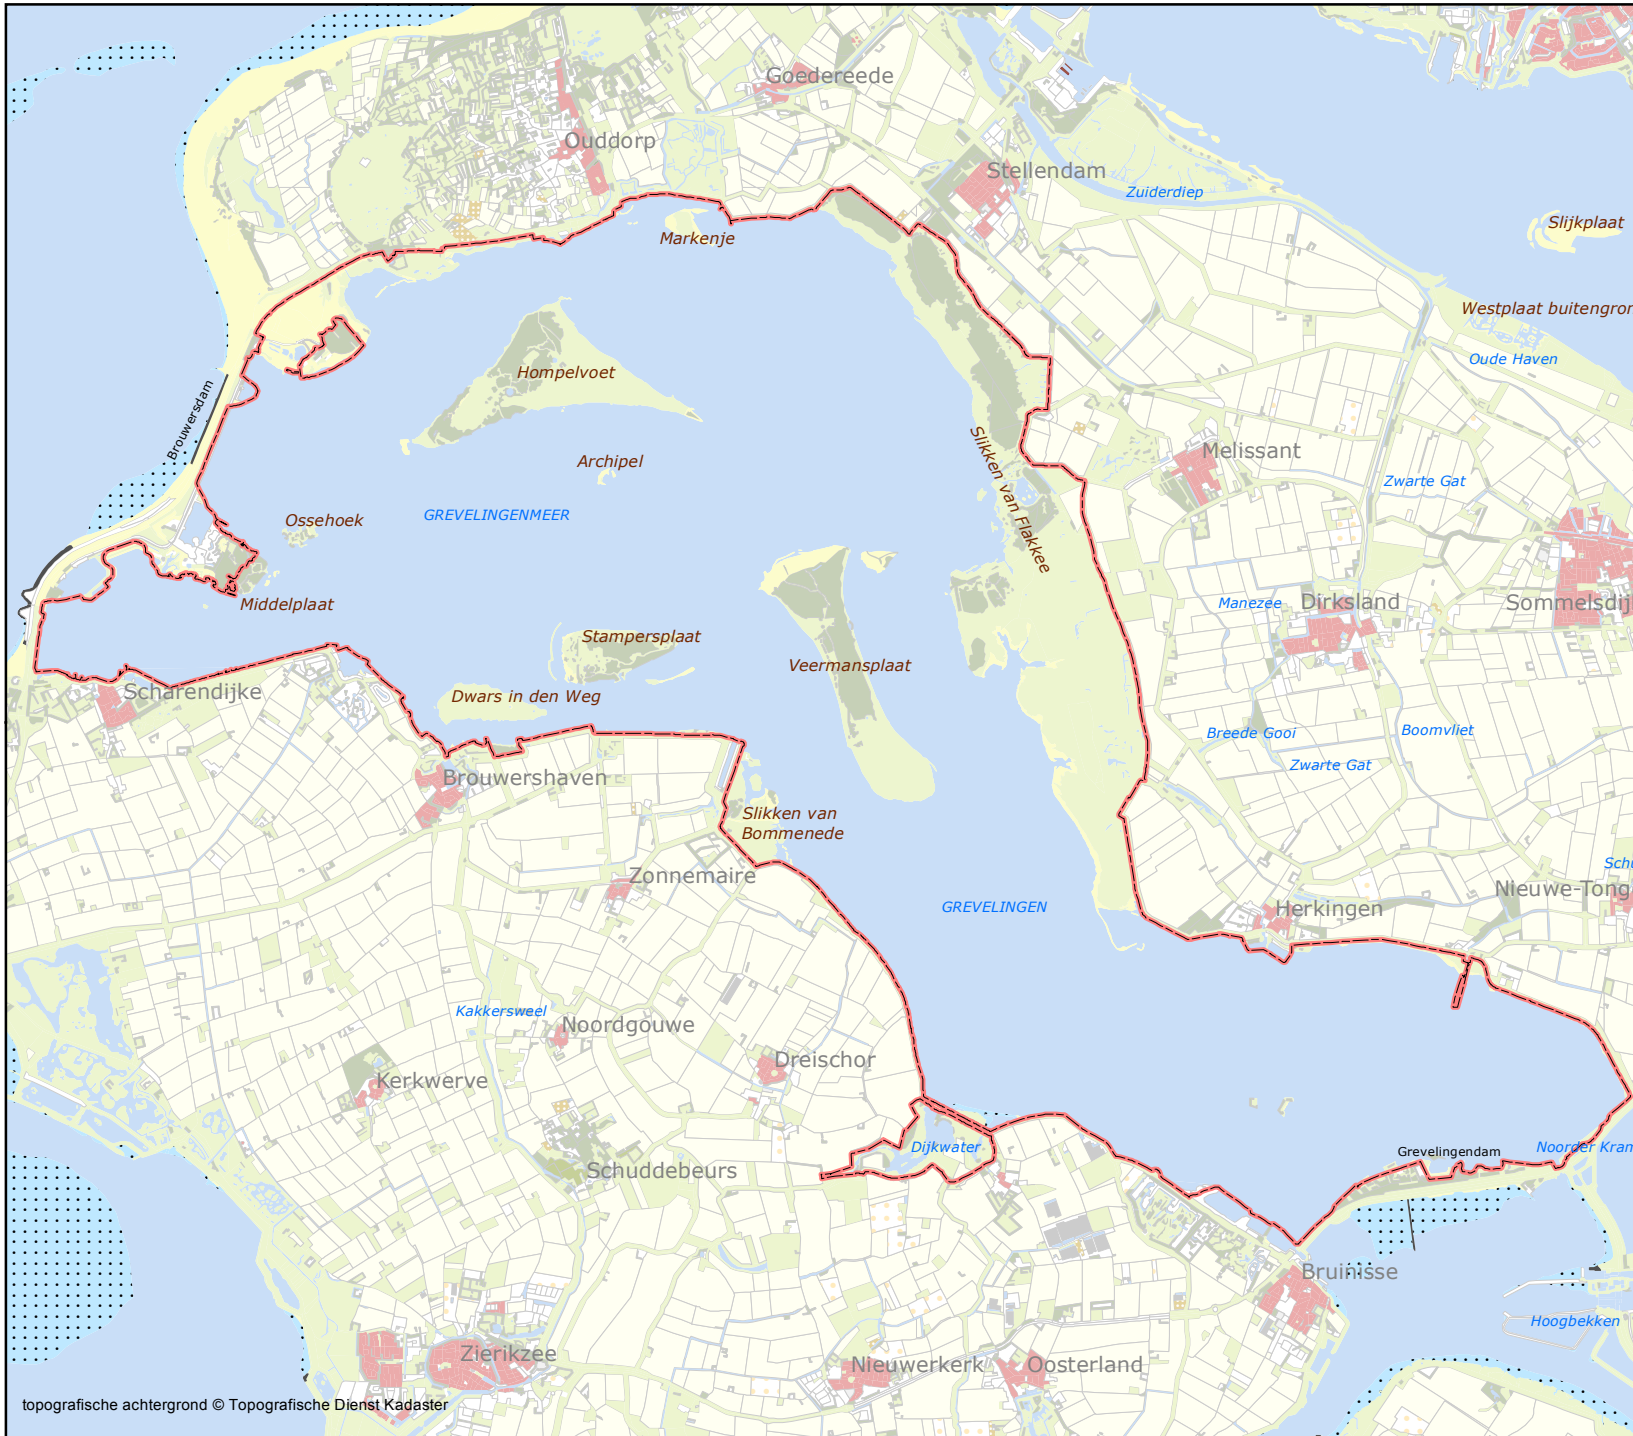 Goedereede
Ouddorp
Stellendam
Zuiderdiep
Slijkplaat
Markenje
Westplaat buitengron
Oude Haven
Hompelvoet
Brouwersdam
Melissant
Archipel
Zwarte Gat
Slikken van Flakkee
Ossehoek
GREVELINGENMEER
Middelplaat
Manezee
Dirksland
Sommelsdij
Stampersplaat
Veermansplaat
Scharendijke
Dwars in den Weg
Breede Gooi
Boomvliet
Zwarte Gat
Brouwershaven
Slikken van
Bommenede
Schu
Zonnemaire
Nieuwe-Tong
GREVELINGEN
Herkingen
Kakkersweel
Noordgouwe
Dreischor
Kerkwerve
Dijkwater
Grevelingendam
Noorder Kram
Schuddebeurs
Bruinisse
Hoogbekken
Zierikzee
Nieuwerkerk
Oosterland
topografische achtergrond © Topografische Dienst Kadaster